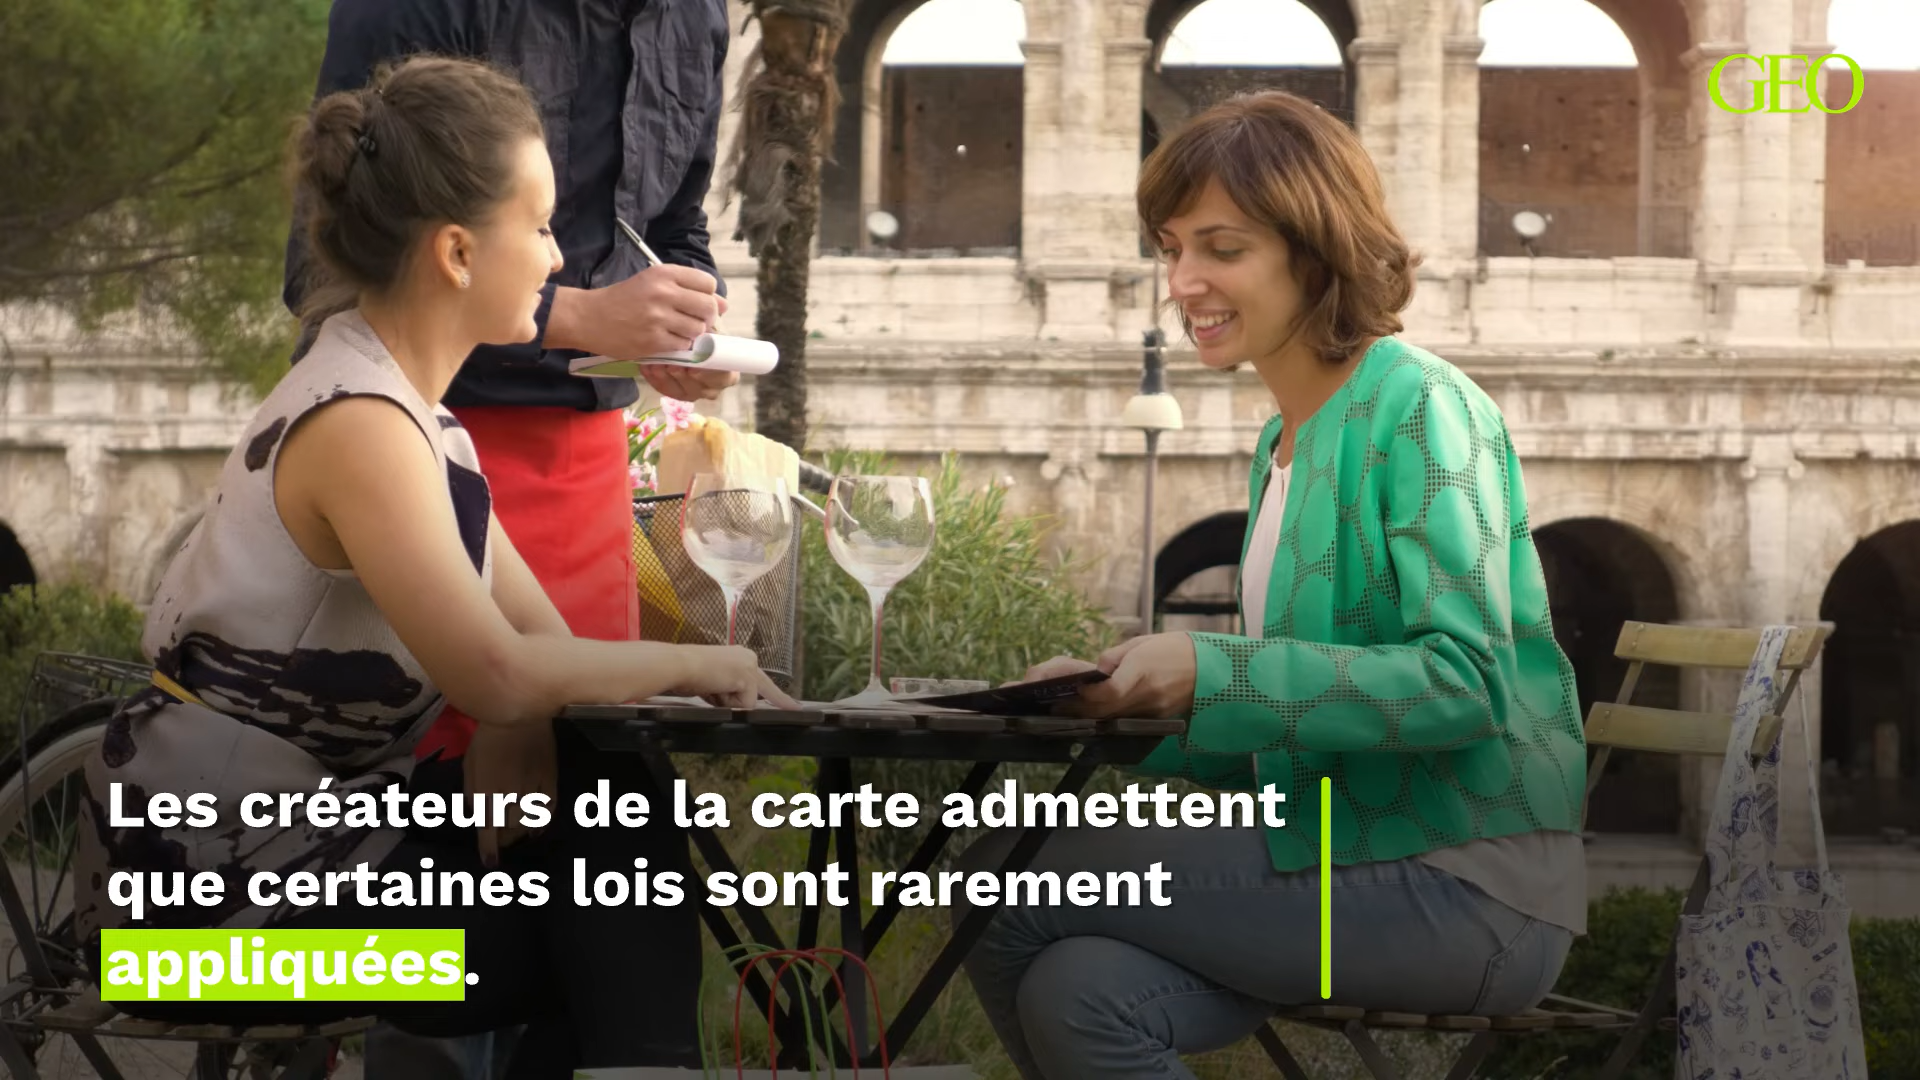 GEO
Les créateurs de la carte admettent
que certaines lois sont rarement
appliquées.